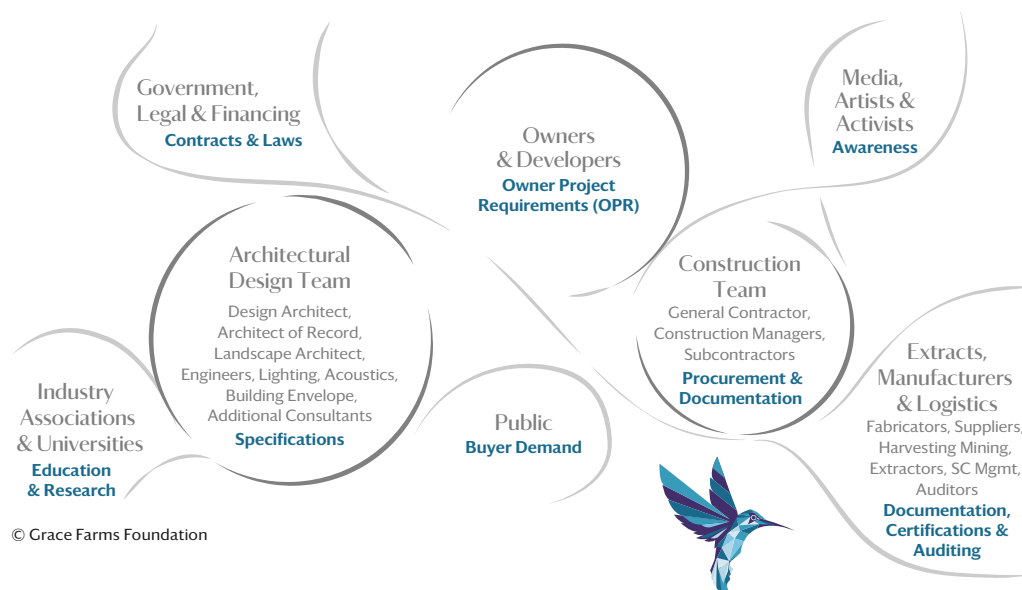 Government,
Legal & Financing
Contracts & Laws
Owners
& Developers
Owner Project
Requirements (OPR)
Media,
Artists &
Activists
Awareness
Architectural
Design Team
Design Architect,
Architect of Record,
Landscape Architect,
Engineers, Lighting, Acoustics,
Building Envelope,
Additional Consultants
Specifications
Construction
Team
General Contractor,
Construction Managers,
Subcontractors
Procurement &
Documentation
Industry
Associations
& Universities
Education
& Research
Public
Buyer Demand
Extracts,
Manufacturers
& Logistics
Fabricators, Suppliers,
Harvesting Mining,
Extractors, SC Mgmt,
Auditors
Documentation,
Certifications &
Auditing
© Grace Farms Foundation